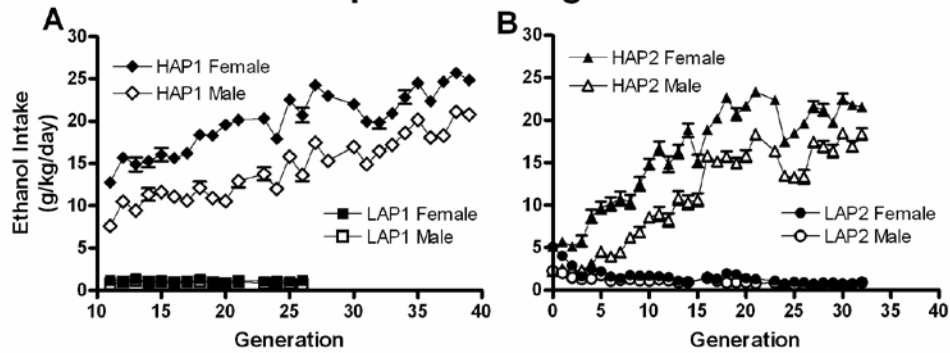 A
B
30
25
20
15
10
5
0
Ethanol Intake
(g/kg/day)
HAP1 Female
HAP1 Male
LAP1 Female
LAP1 Male
10 15 20 25 30 35 40
Generation
30
25
20
15
10
5
0
HAP2 Female
HAP2 Male
LAP2 Female
LAP2 Male
0 5 10 15 20 25 30 35 40
Generation